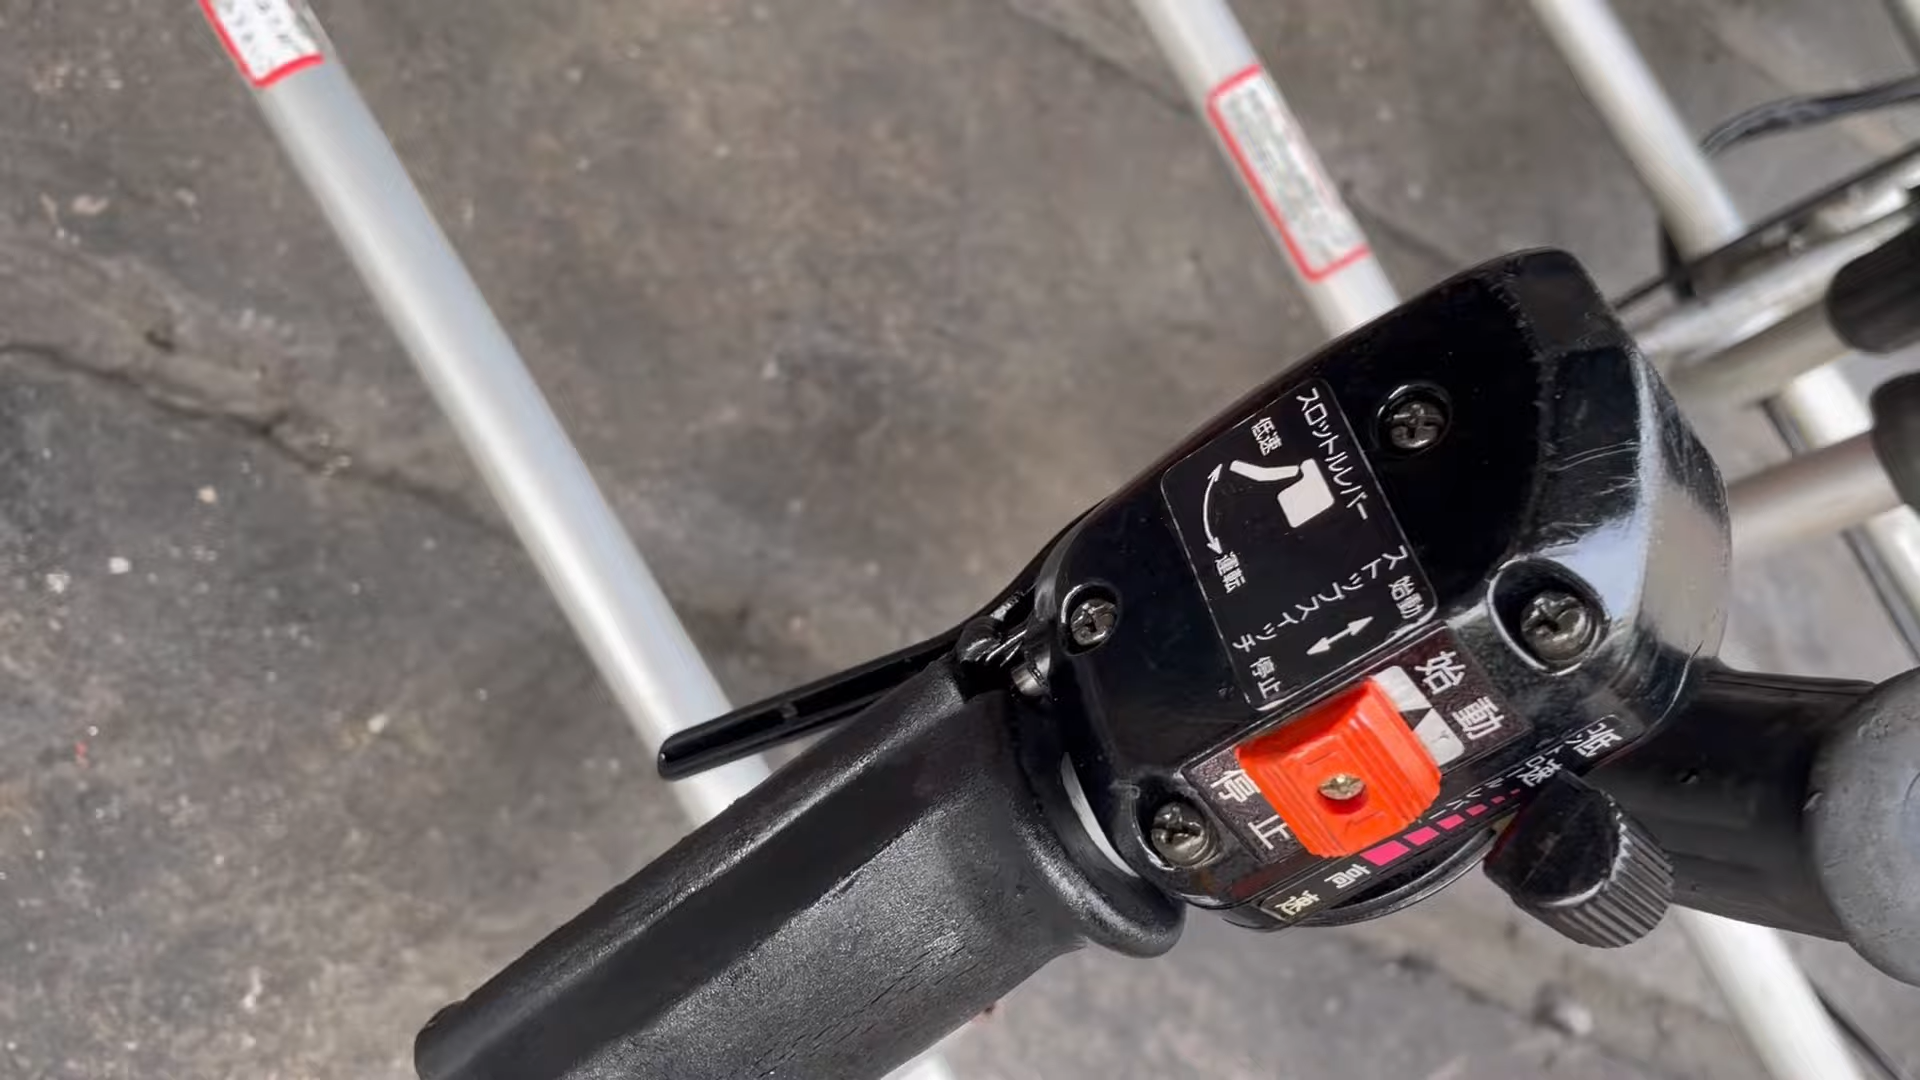 スロットルレバー
低速
運転
ストップスイッチ
始動
停止
始動
停止
低速
高速